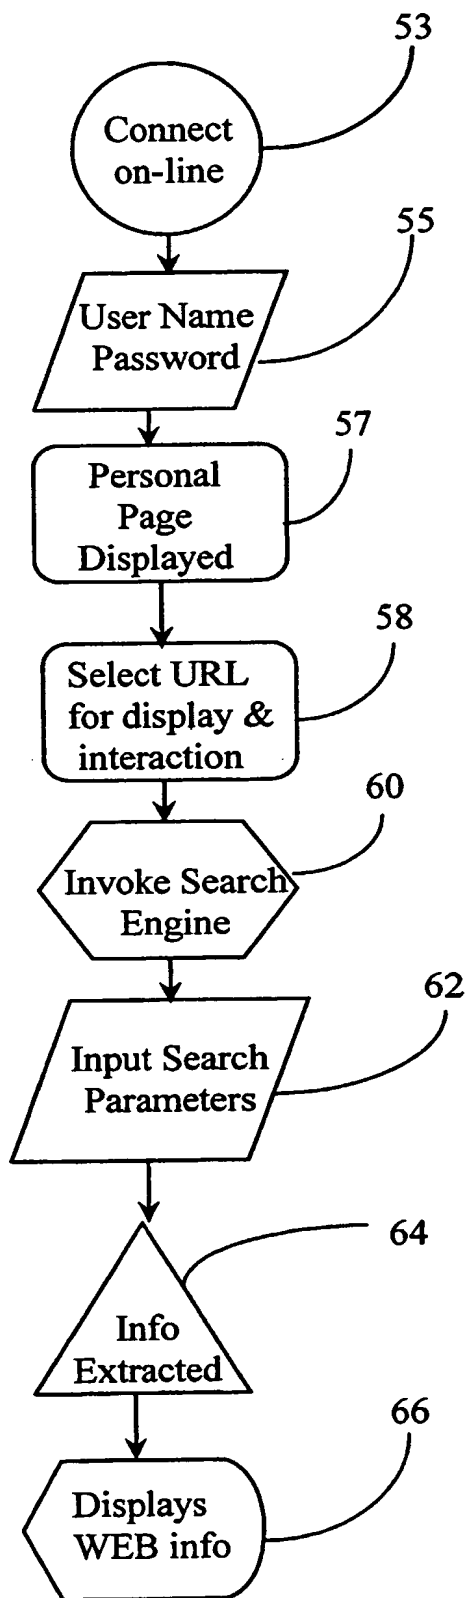 53
Connect
on-line
55
User Name
Password
57
Personal
Page
Displayed
58
Select URL
for display &
interaction
60
Invoke Search
Engine
62
Input Search
Parameters
64
Info
Extracted
66
Displays
WEB info